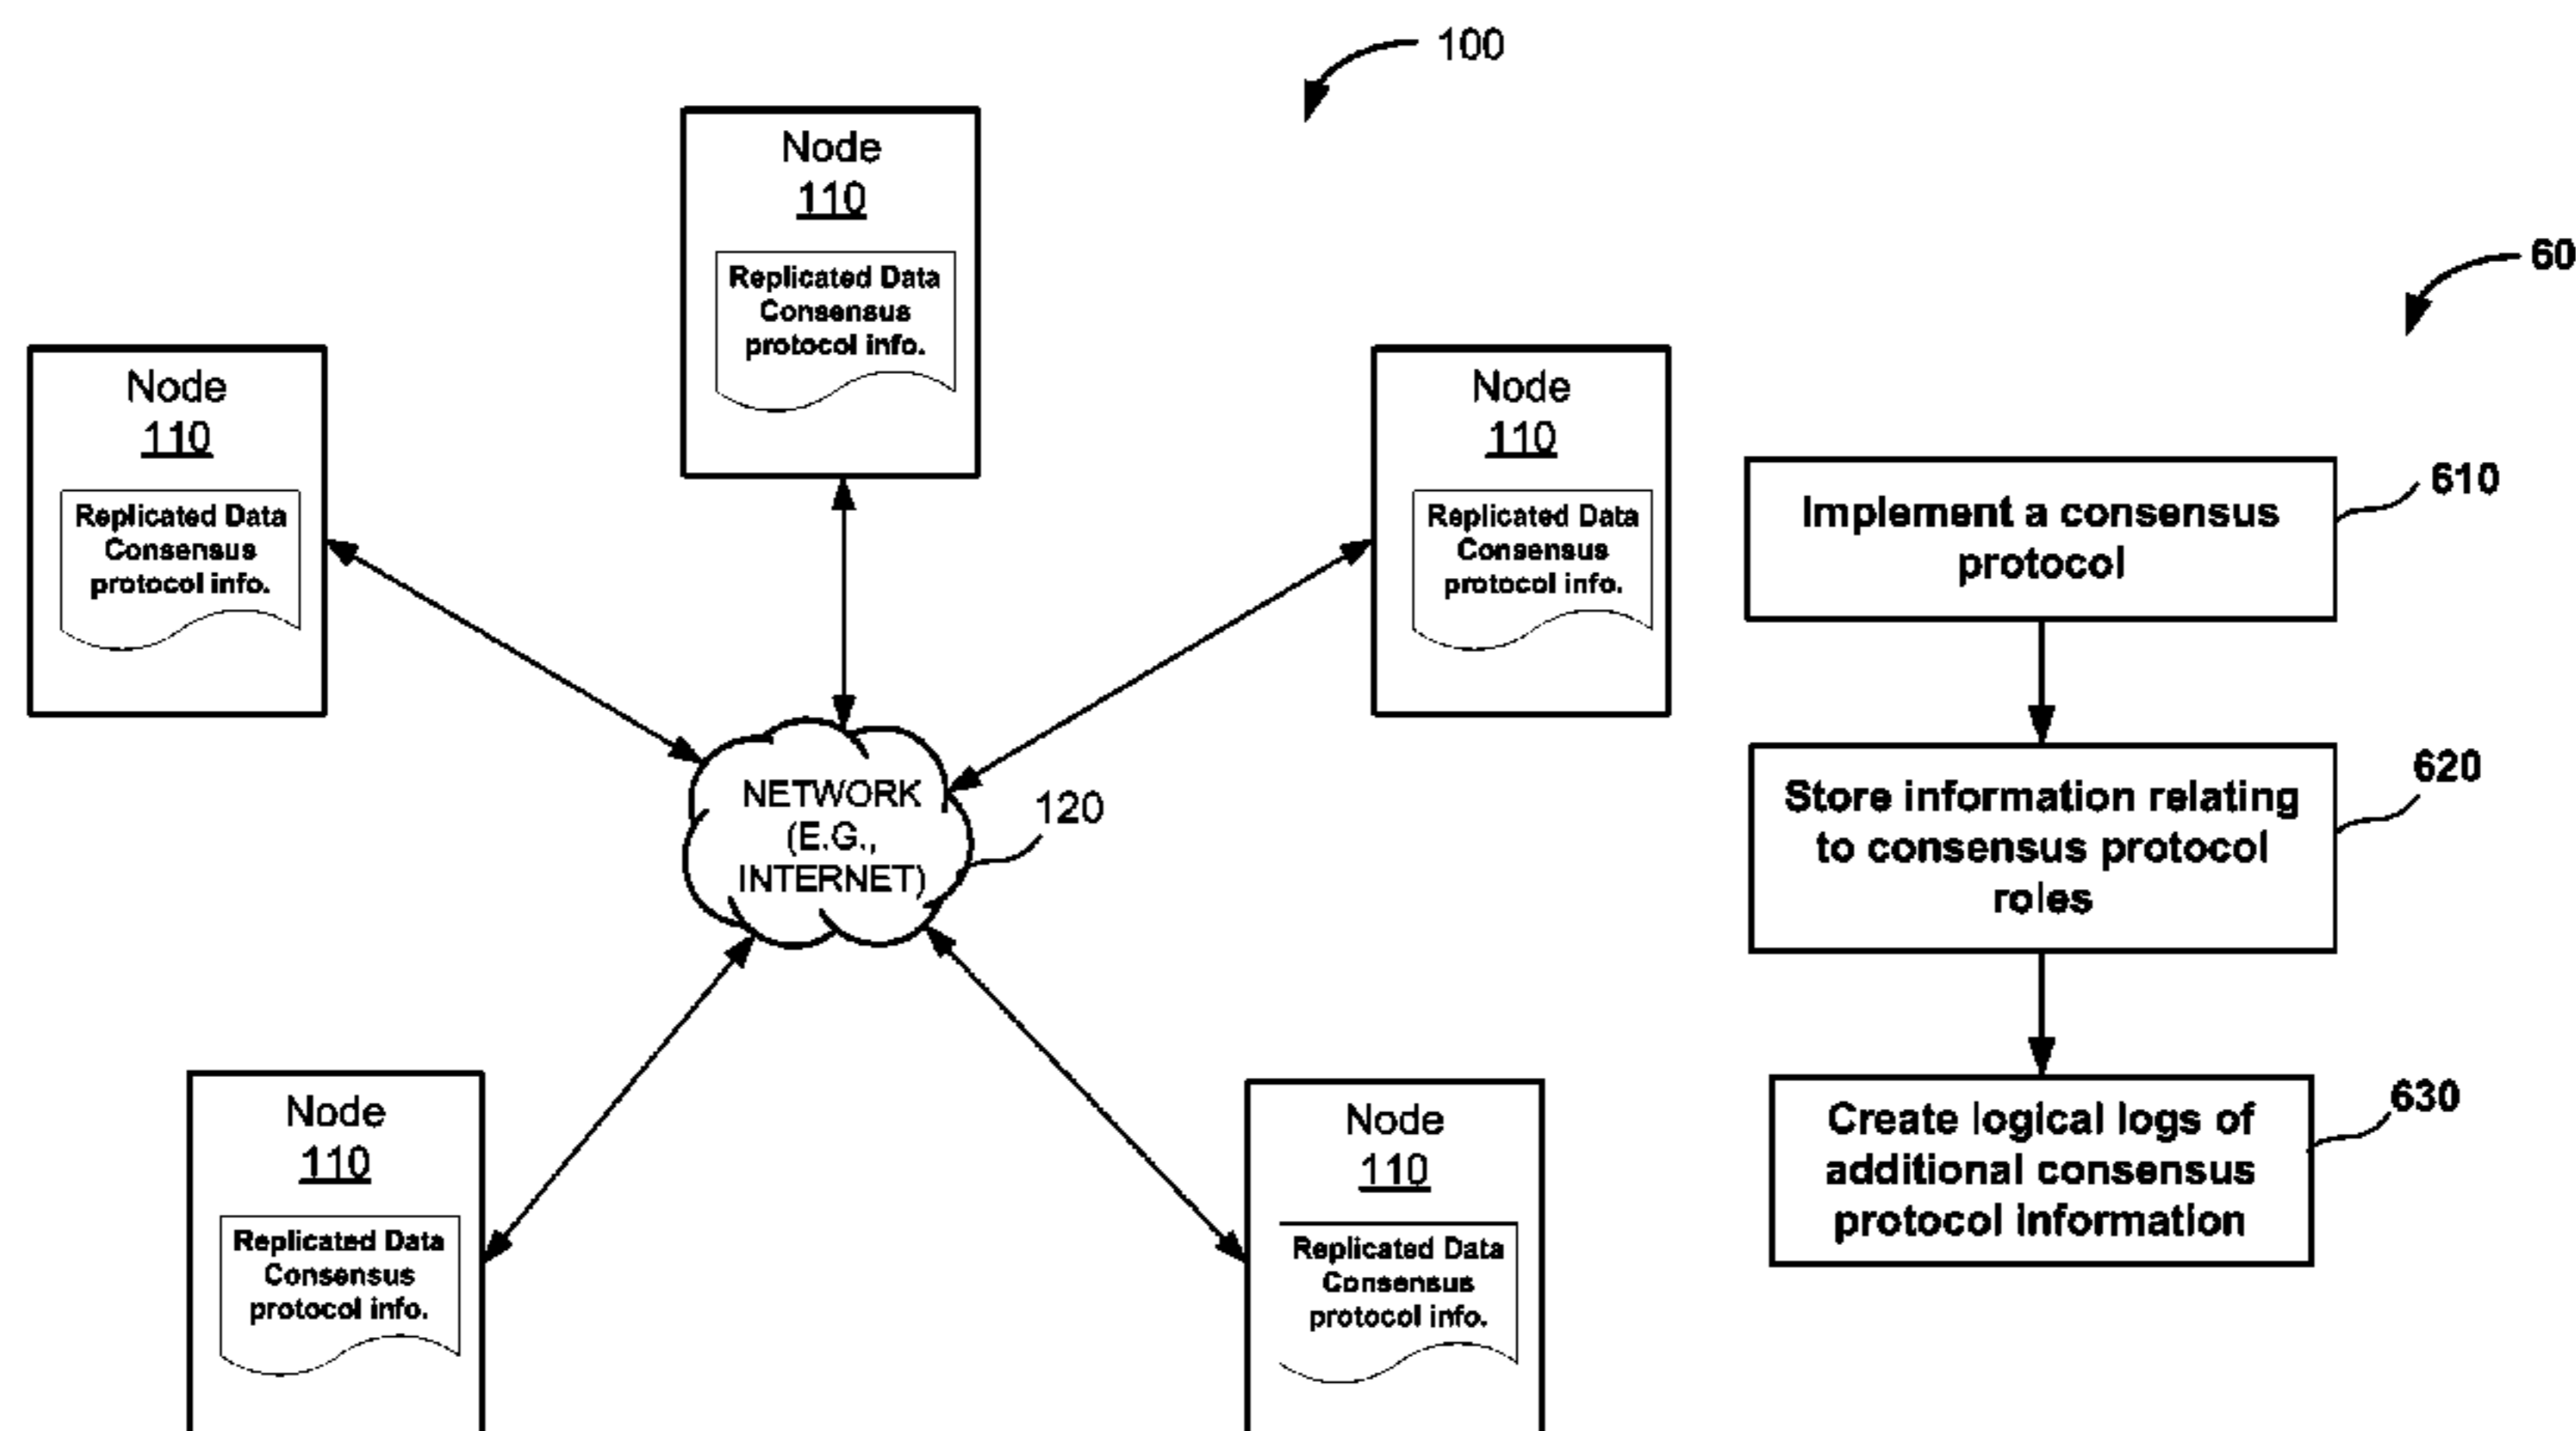 100
Node
110
Replicated Data
Consensus
protocol info.
Node
110
Replicated Data
Consensus
protocol info.
Node
110
Replicated Data
Consensus
protocol info.
NETWORK
(E.G.,
INTERNET)
120
Node
110
Replicated Data
Consensus
protocol info.
Node
110
Replicated Data
Consensus
protocol info.
60
Implement a consensus
protocol
610
Store information relating
to consensus protocol
roles
620
Create logical logs of
additional consensus
protocol information
630